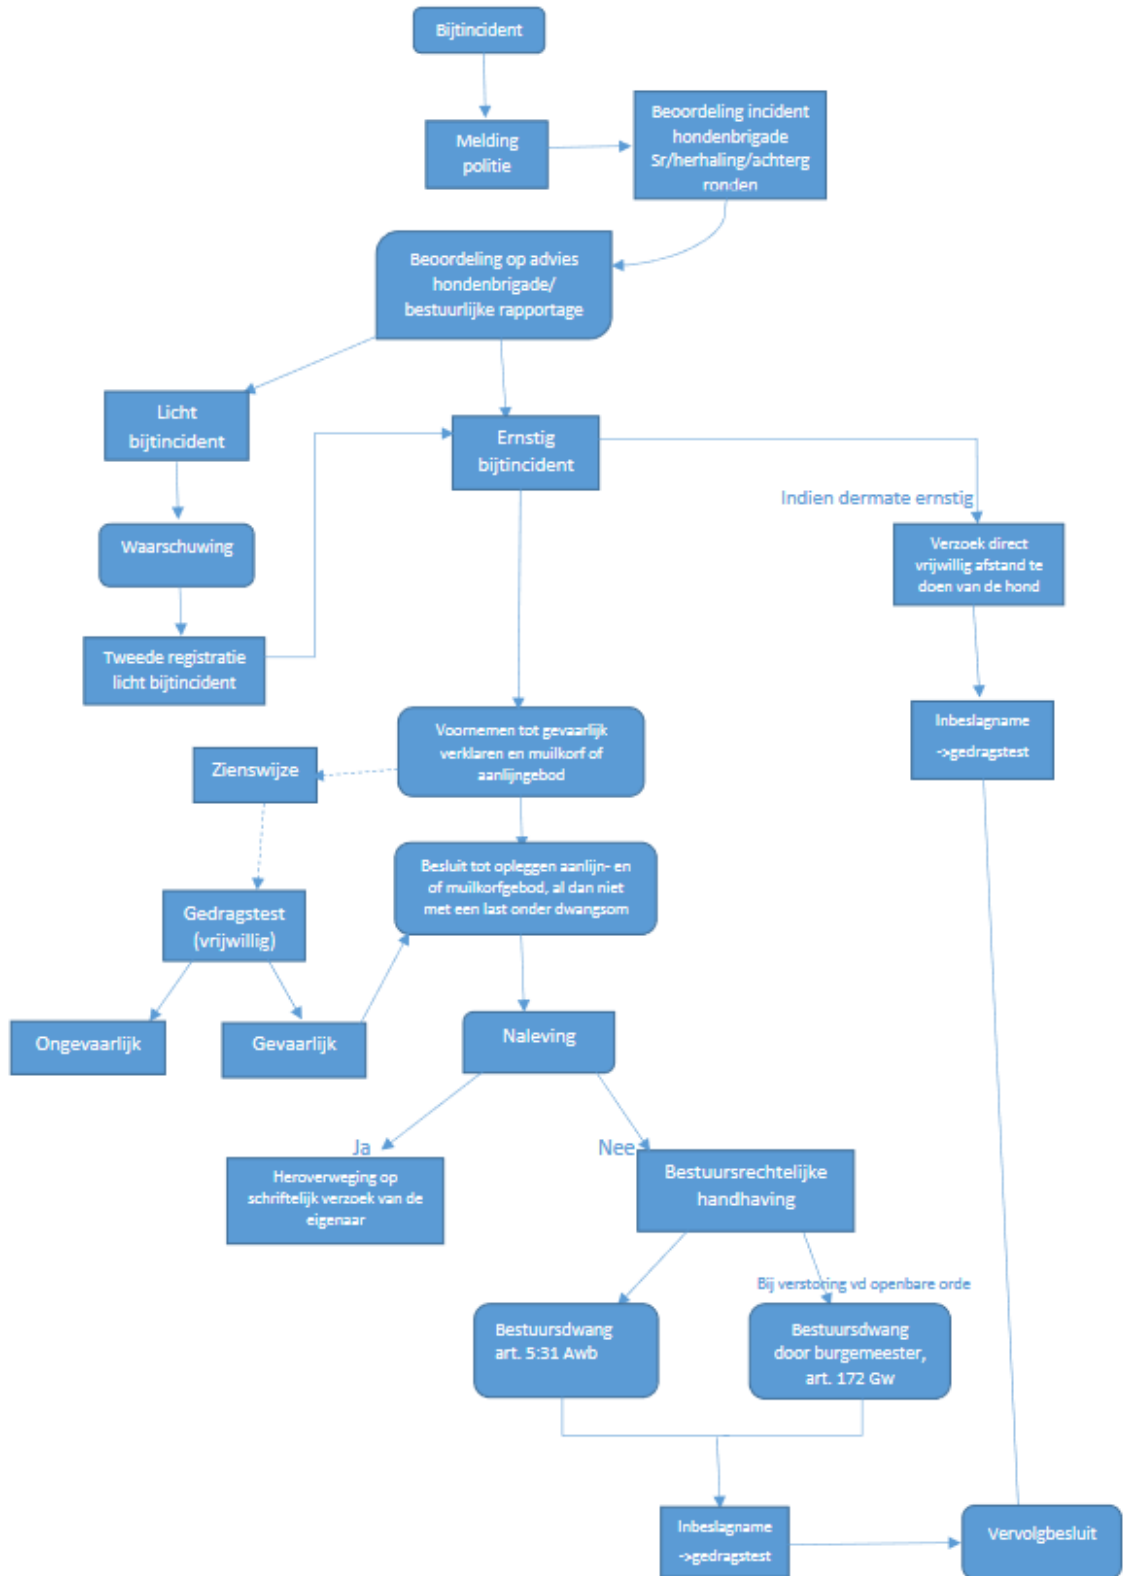 Bijtincident
Melding
politie
Beoordeling incident
hondenbrigade
Sr/herhaling/achterg
ronden
Beoordeling op advies
hondenbrigade/
bestuurlijke rapportage
Licht
bijtincident
Ernstig
bijtincident
Indien dermate ernstig
Waarschuwing
Verzoek direct
vrijwillig afstand te
doen van de hond
Tweede registratie
licht bijtincident
Voornemen tot gevaarlijk
verklaren en muilkorf of
aanlijngebod
Inbeslagname
->gedragstest
Zienswijze
Besluit tot opleggen aanlijn- en
of muilkorfgebod, al dan niet
met een last onder dwangsom
Gedragstest
(vrijwillig)
Ongevaarlijk
Gevaarlijk
Naleving
Ja
Nee
Heroverweging op
schriftelijk verzoek van de
eigenaar
Bestuursrechtelijke
handhaving
Bij verstoring vd openbare orde
Bestuursdwang
art. 5:31 Awb
Bestuursdwang
door burgemeester,
art. 172 Gw
Inbeslagname
->gedragstest
Vervolgbesluit